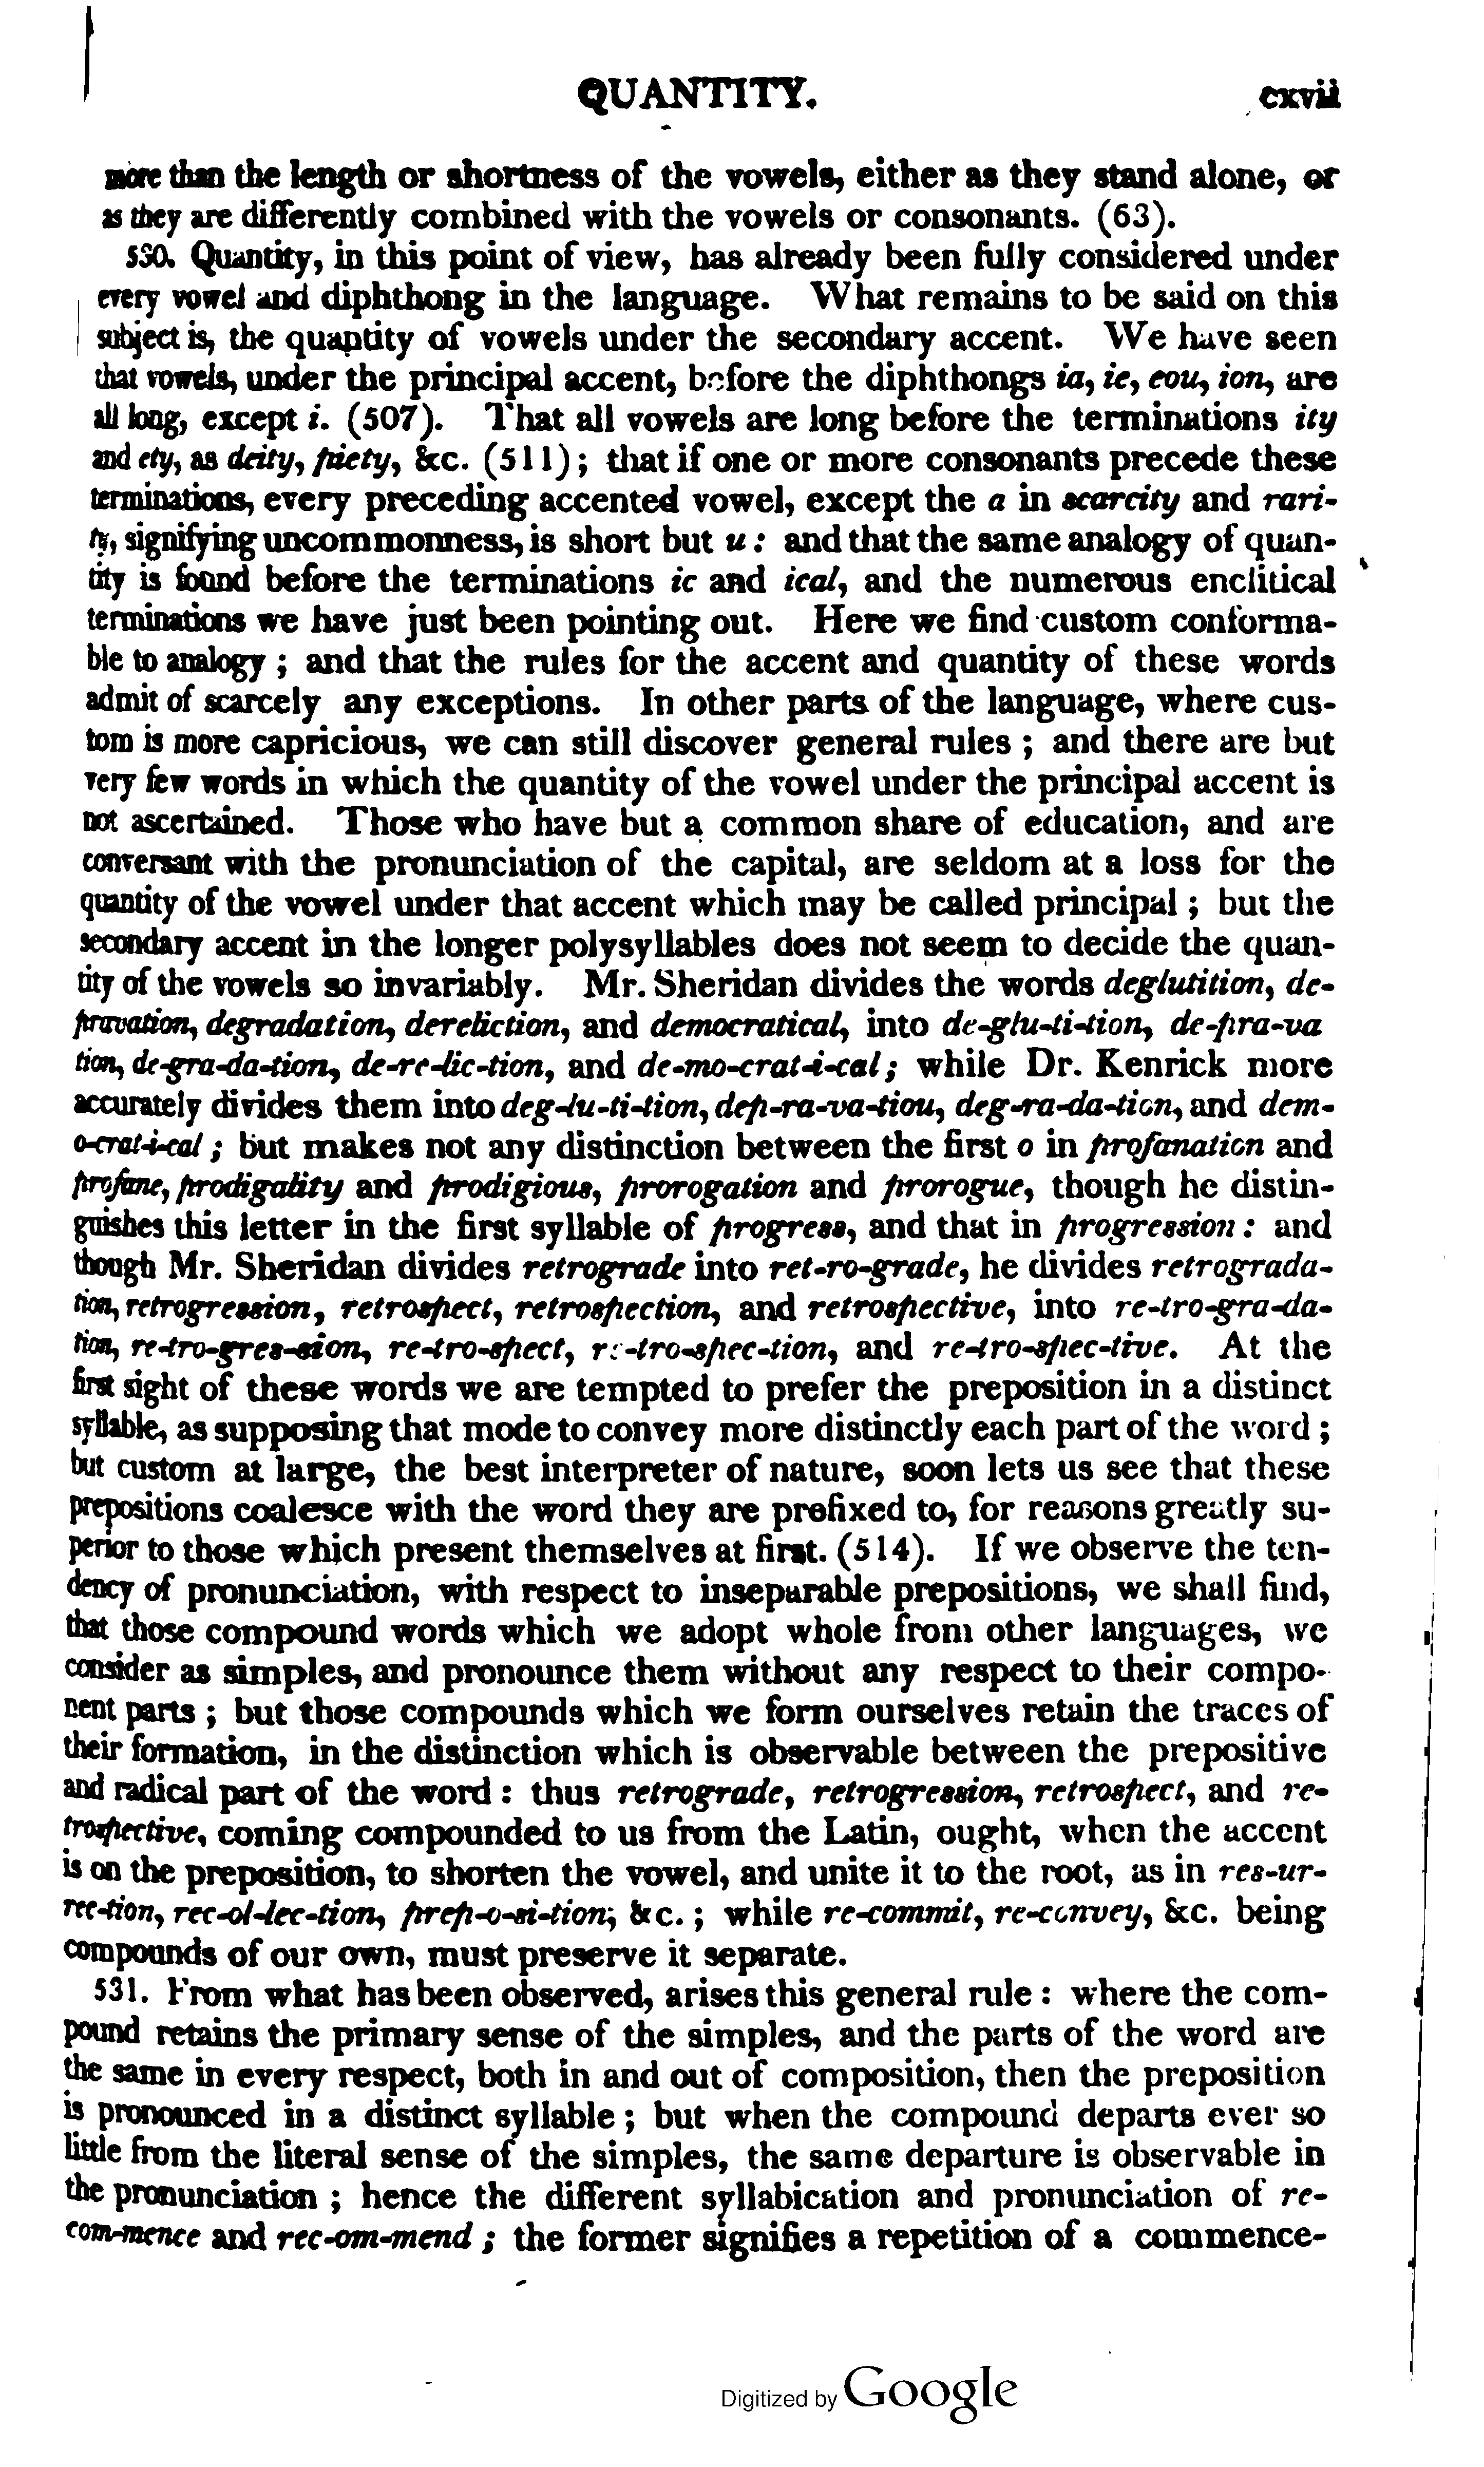 QUANTITY. cxvii
more than the length or shortness of the vowels, either as they stand alone, or
as they are differently combined with the vowels or consonants. (63).
530. Quantity, in this point of view, has already been fully considered under
every vowel and diphthong in the language. What remains to be said on this
subject is, the quantity of vowels under the secondary accent. We have seen
that vowels, under the principal accent, before the diphthongs ia, ie, eou, ion, are
all long, except i. (507). That all vowels are long before the terminations ity
and ety, as deity, piety, &c. (511); that if one or more consonants precede these
terminations, every preceding accented vowel, except the a in scarcity and rari-
ty, signifying uncommonness, is short but u: and that the same analogy of quan-
tity is found before the terminations ic and ical, and the numerous enclitical
terminations we have just been pointing out. Here we find custom conforma-
ble to analogy; and that the rules for the accent and quantity of these words
admit of scarcely any exceptions. In other parts of the language, where cus-
tom is more capricious, we can still discover general rules; and there are but
very few words in which the quantity of the vowel under the principal accent is
not ascertained. Those who have but a common share of education, and are
conversant with the pronunciation of the capital, are seldom at a loss for the
quantity of the vowel under that accent which may be called principal; but the
secondary accent in the longer polysyllables does not seem to decide the quan-
tity of the vowels so invariably. Mr. Sheridan divides the words deglutition, de-
pravation, degradation, dereliction, and democratical, into de-glu-ti-tion, de-pra-va
tion, de-gra-da-tion, de-re-lic-tion, and de-mo-crat-i-cal; while Dr. Kenrick more
accurately divides them into deg-lu-ti-tion, dep-ra-va-tiou, deg-ra-da-tion, and dem-
o-crat-i-cal; but makes not any distinction between the first o in profanation and
profane, prodigality and prodigious, prorogation and prorogue, though he distin-
guishes this letter in the first syllable of progress, and that in progression: and
though Mr. Sheridan divides retrograde into ret-ro-grade, he divides retrograda-
tion, retrogression, retrospect, retrospection, and retrospective, into re-tro-gra-da-
tion, re-tro-gres-sion, re-tro-spect, re-tro-spec-tion, and re-tro-spec-tive. At the
first sight of these words we are tempted to prefer the preposition in a distinct
syllable, as supposing that mode to convey more distinctly each part of the word;
but custom at large, the best interpreter of nature, soon lets us see that these
prepositions coalesce with the word they are prefixed to, for reasons greatly su-
perior to those which present themselves at first. (514). If we observe the ten-
dency of pronunciation, with respect to inseparable prepositions, we shall find,
that those compound words which we adopt whole from other languages, we
consider as simples, and pronounce them without any respect to their compo-
nent parts; but those compounds which we form ourselves retain the traces of
their formation, in the distinction which is observable between the prepositive
and radical part of the word: thus retrograde, retrogression, retrospect, and re-
trospective, coming compounded to us from the Latin, ought, when the accent
is on the preposition, to shorten the vowel, and unite it to the root, as in res-ur-
rec-tion, rec-ol-lec-tion, prep-o-si-tion; &c.; while re-commit, re-convey, &c. being
compounds of our own, must preserve it separate.
531. From what has been observed, arises this general rule: where the com-
pound retains the primary sense of the simples, and the parts of the word are
the same in every respect, both in and out of composition, then the preposition
is pronounced in a distinct syllable; but when the compound departs ever so
little from the literal sense of the simples, the same departure is observable in
the pronunciation; hence the different syllabication and pronunciation of re-
com-mence and rec-om-mend; the former signifies a repetition of a commence-
Digitized by Google